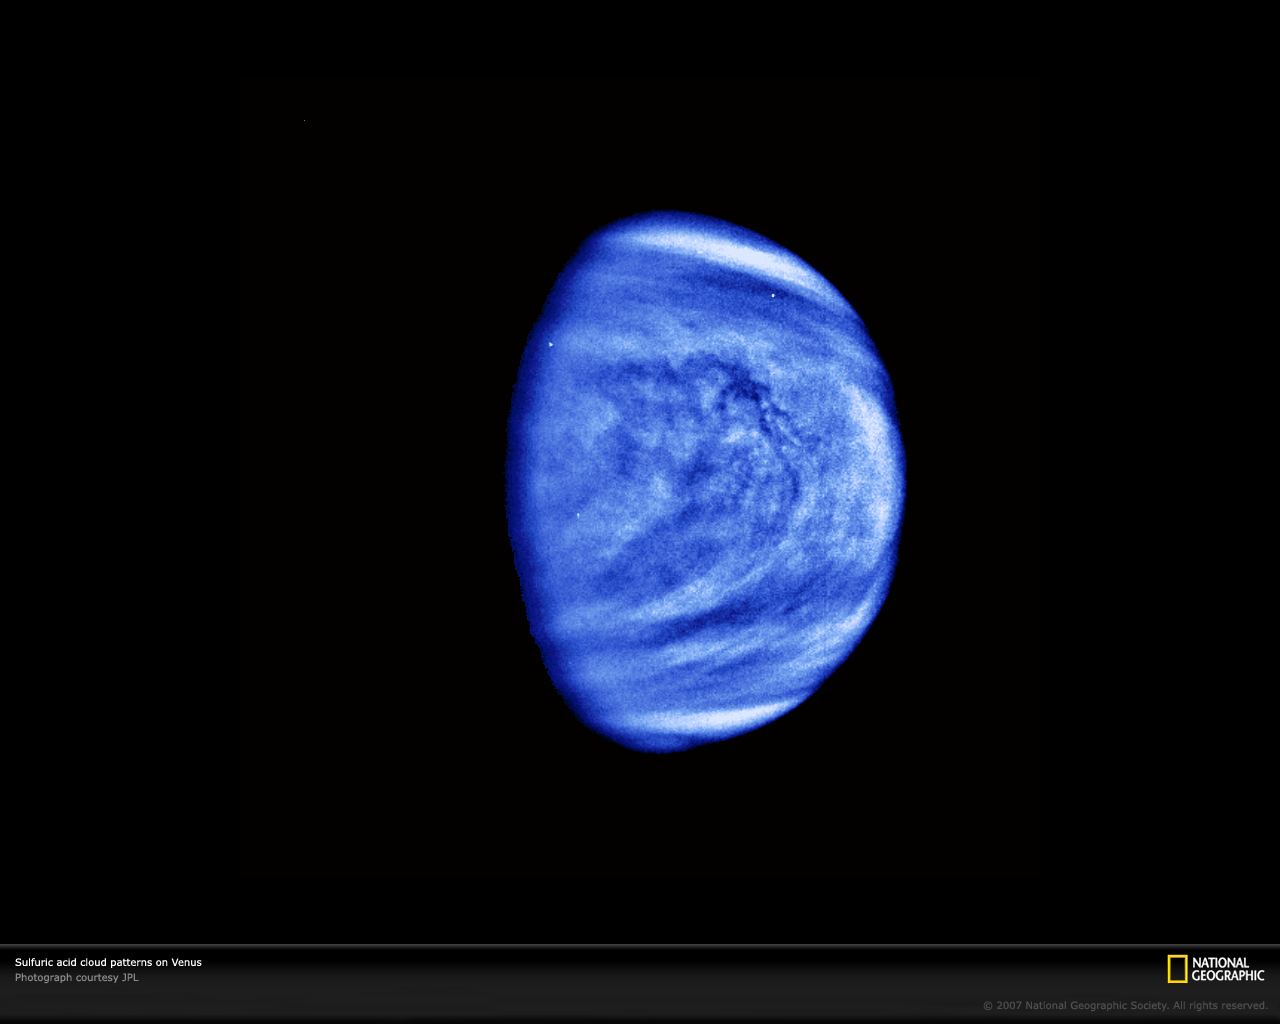 Sulfuric acid cloud patterns on Venus
Photograph courtesy JPL
NATIONAL
GEOGRAPHIC
© 2007 National Geographic Society. All rights reserved.